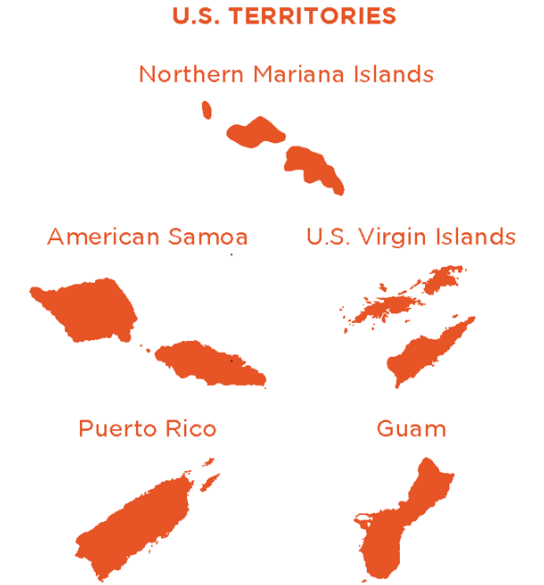 U.S. TERRITORIES
Northern Mariana Islands
American Samoa
U.S. Virgin Islands
Puerto Rico
Guam